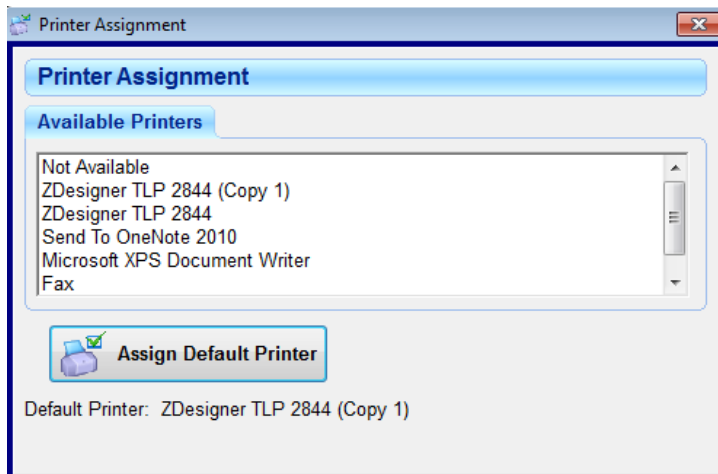 Printer Assignment
Printer Assignment
Available Printers
Not Available
ZDesigner TLP 2844 (Copy 1)
ZDesigner TLP 2844
Send To OneNote 2010
Microsoft XPS Document Writer
Fax
Assign Default Printer
Default Printer: ZDesigner TLP 2844 (Copy 1)